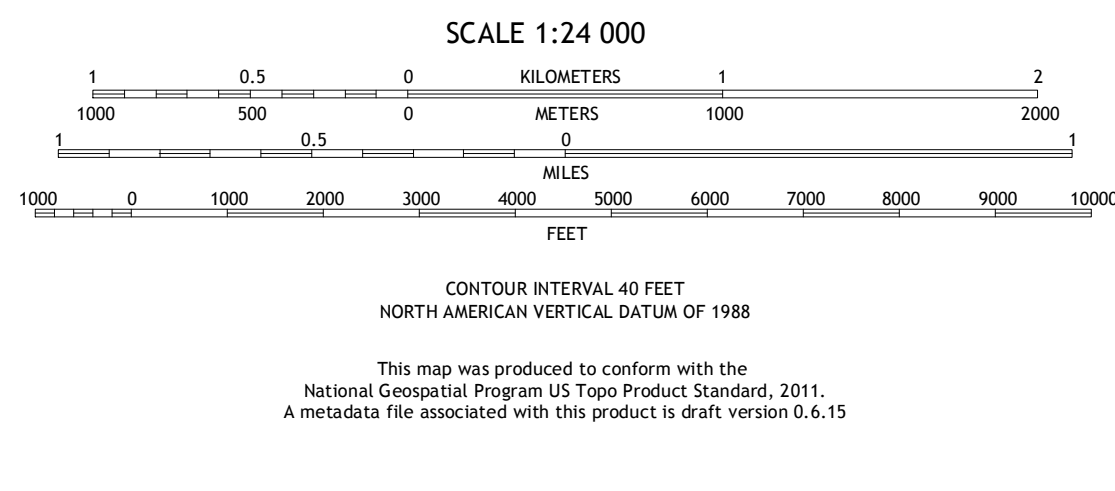 SCALE 1:24 000
1 0.5 0 KILOMETERS 1 2
1000 500 0 METERS 1000 2000
1 0.5 0 1
MILES
1000 0 1000 2000 3000 4000 5000 6000 7000 8000 9000 10000
FEET
CONTOUR INTERVAL 40 FEET
NORTH AMERICAN VERTICAL DATUM OF 1988
This map was produced to conform with the
National Geospatial Program US Topo Product Standard, 2011.
A metadata file associated with this product is draft version 0.6.15